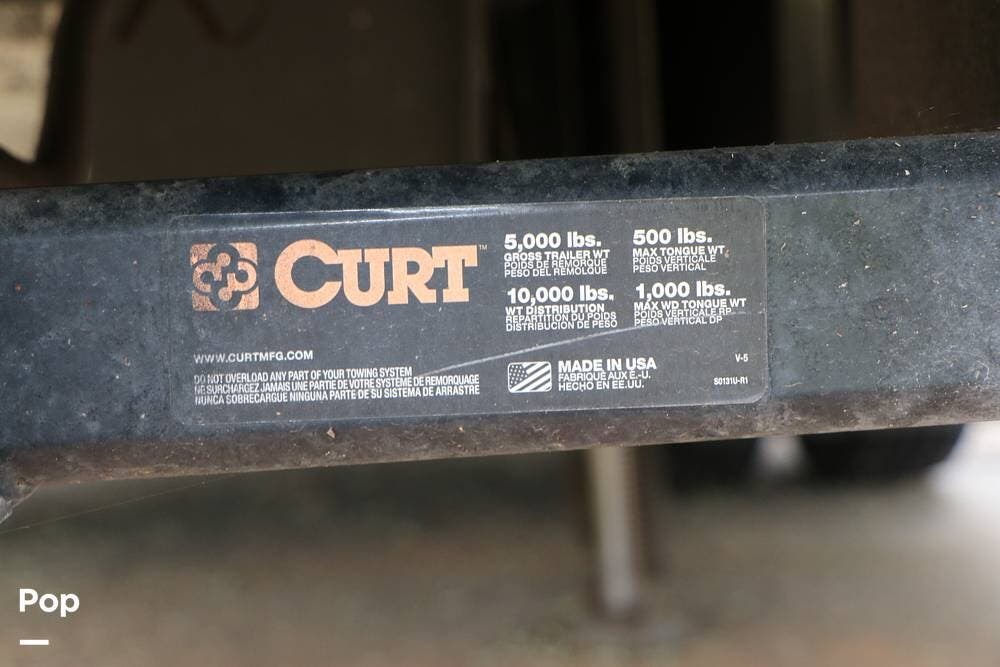 CURT™
5,000 lbs.
GROSS TRAILER WT
POIDS DE REMORQUE
PESO DEL REMOLQUE
500 lbs.
MAX TONGUE WT
POIDS VERTICALE
PESO VERTICAL
10,000 lbs.
WT DISTRIBUTION
REPARTITION DU POIDS
DISTRIBUCION DE PESO
1,000 lbs.
MAX WD TONGUE WT
POIDS VERTICALE RP
PESO VERTICAL DP
WWW.CURTMFG.COM
DO NOT OVERLOAD ANY PART OF YOUR TOWING SYSTEM
NE SURCHARGEZ JAMAIS UNE PARTIE DE VOTRE SYSTEME DE REMORQUAGE
NUNCA SOBRECARGUE NINGUNA PARTE DE SU SISTEMA DE ARRASTRE
MADE IN USA
FABRIQUÉ AUX E.-U.
HECHO EN EE.UU.
V-5
S0131U-R1
Pop